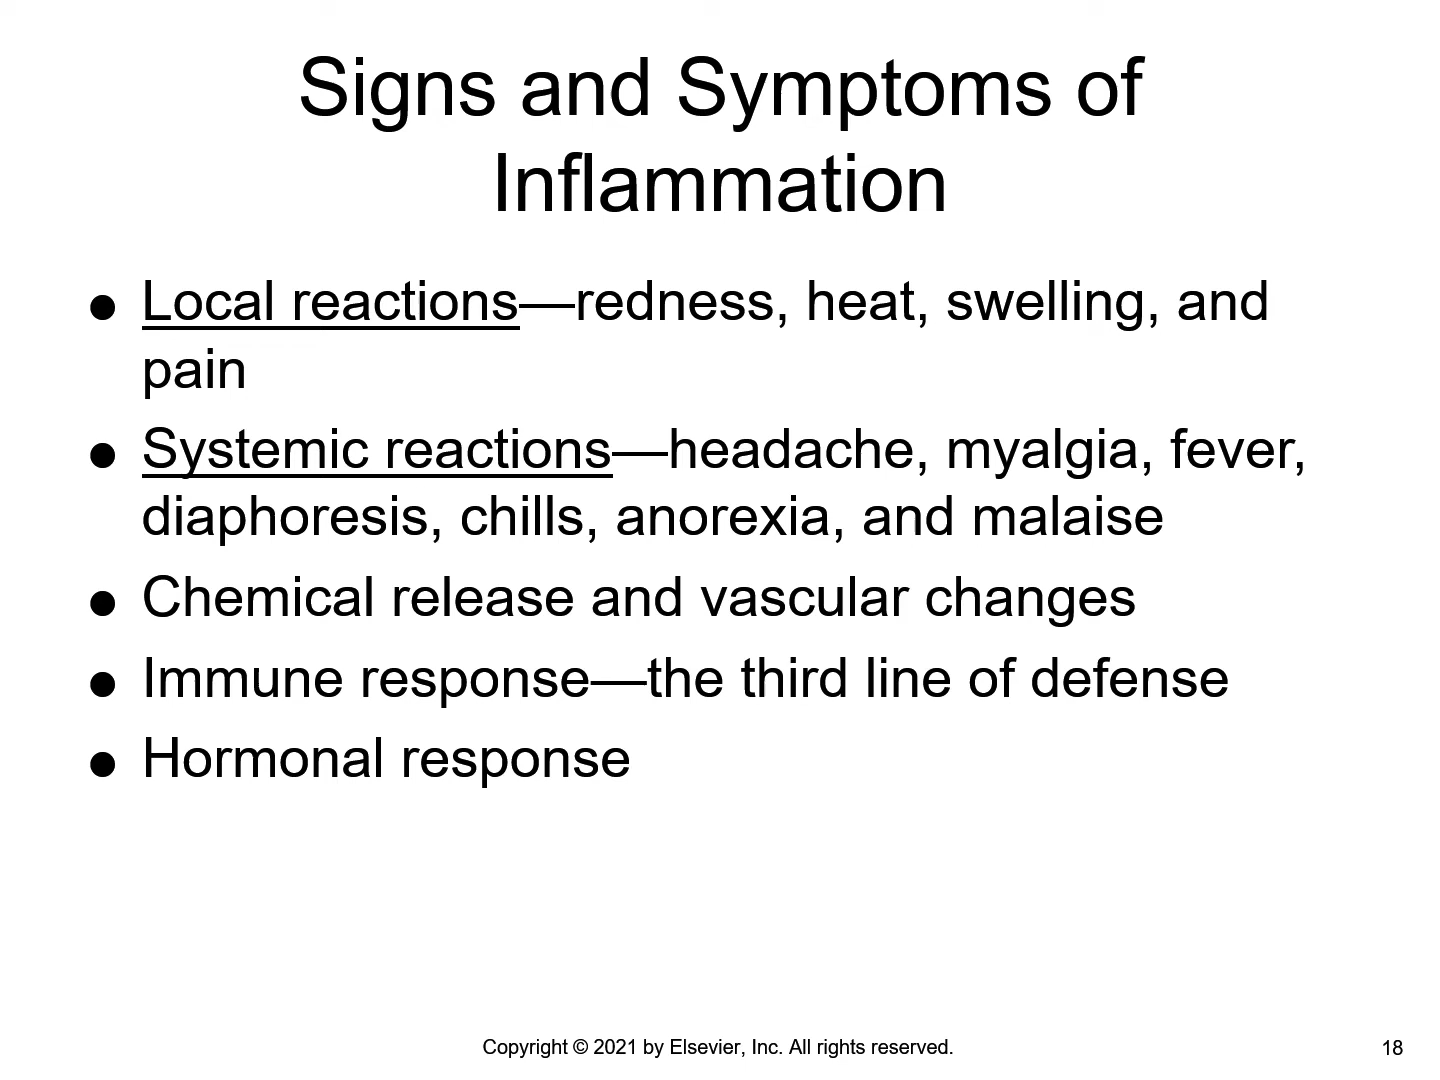 Signs and Symptoms of
Inflammation
● Local reactions—redness, heat, swelling, and
pain
● Systemic reactions—headache, myalgia, fever,
diaphoresis, chills, anorexia, and malaise
● Chemical release and vascular changes
● Immune response—the third line of defense
● Hormonal response
Copyright © 2021 by Elsevier, Inc. All rights reserved.
18